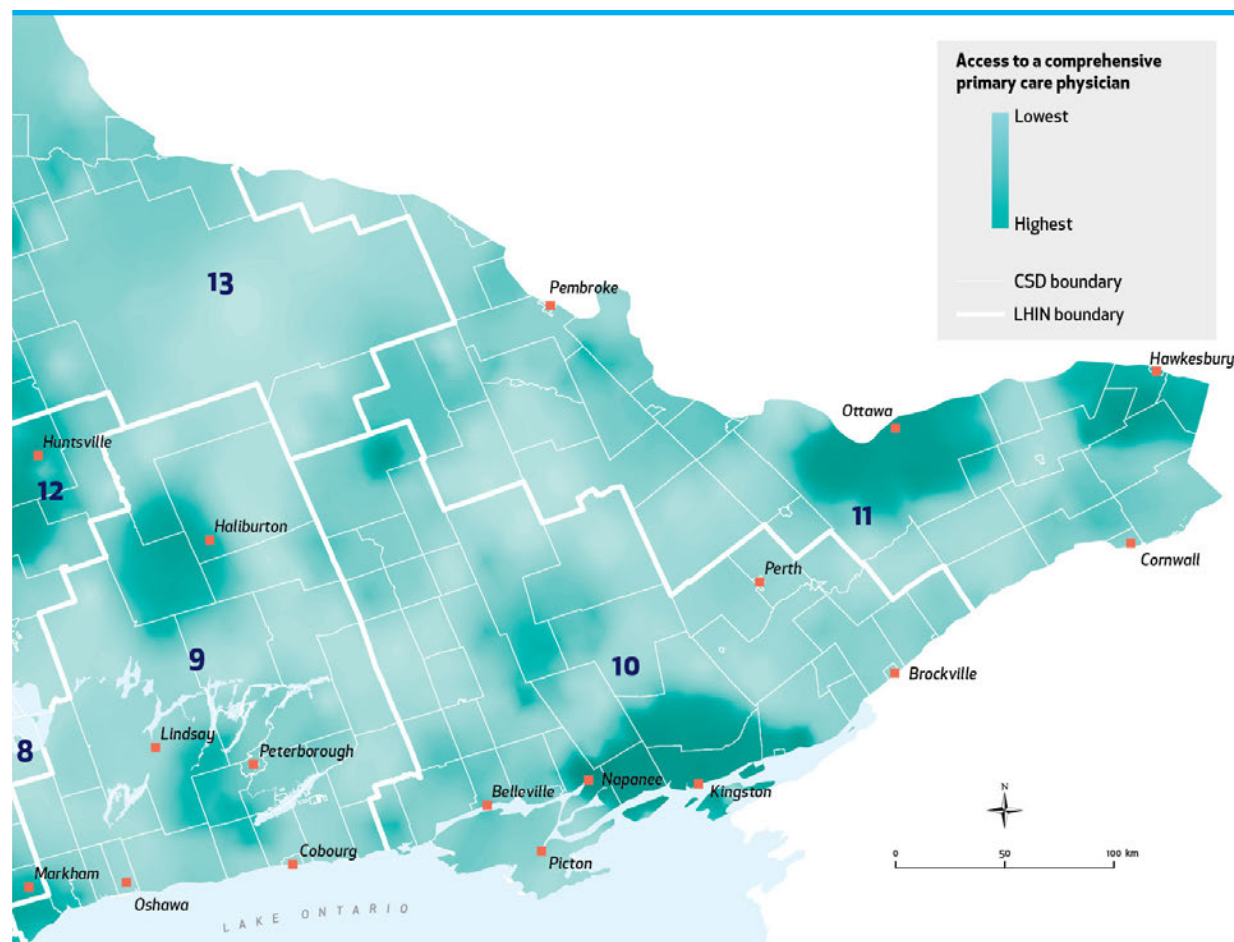 Access to a comprehensive
primary care physician
Lowest
Highest
CSD boundary
LHIN boundary
13
Pembroke
Hawkesbury
Ottawa
Huntsville
12
11
Haliburton
Cornwall
Perth
9
10
Brockville
8
Lindsay
Peterborough
Napanee
Kingston
Belleville
Cobourg
Picton
Markham
Oshawa
LAKE ONTARIO
N
0 50 100 km